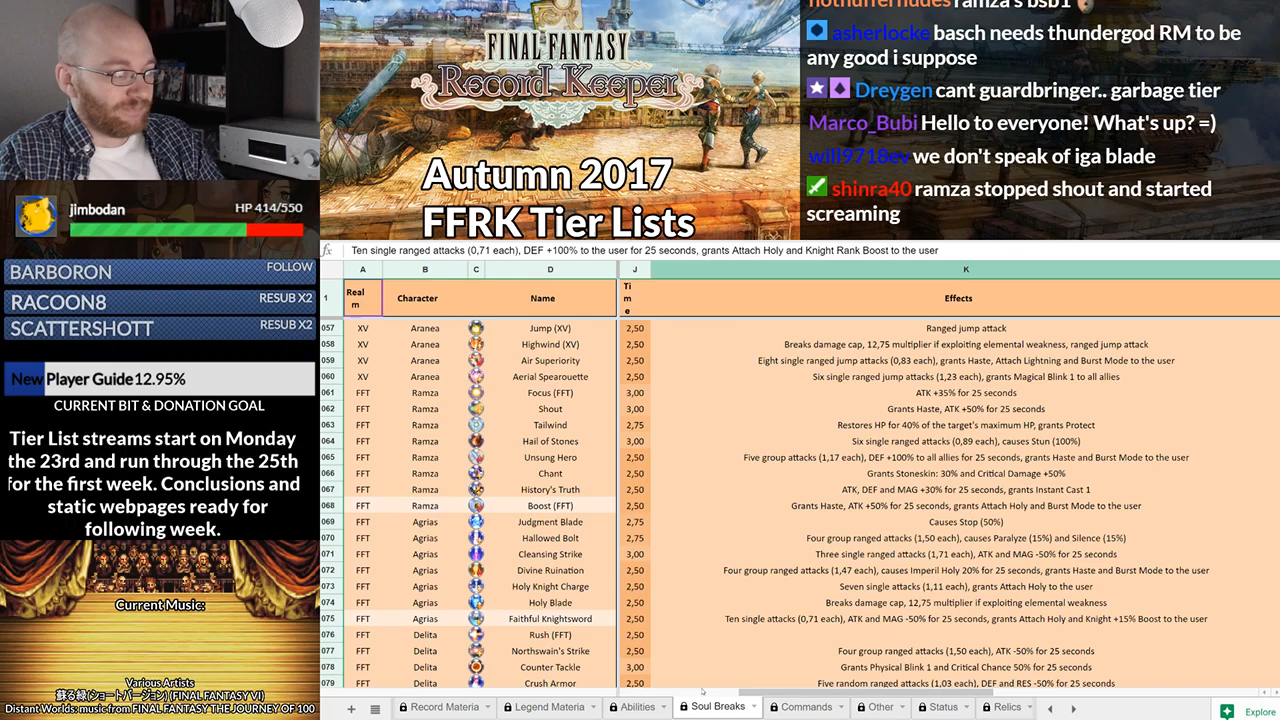 jimbodan
HP 414/550
BARBORON
FOLLOW
RACOON8
RESUB X2
SCATTERSHOTT
RESUB X2
New Player Guide 12.95%
CURRENT BIT & DONATION GOAL
Tier List streams start on Monday
the 23rd and run through the 25th
for the first week. Conclusions and
static webpages ready for
following week.
Current Music:
Various Artists
蘇る緑(ショートバージョン) (FINAL FANTASY VI)
Distant Worlds: music from FINAL FANTASY THE JOURNEY OF 100
FINAL FANTASY
Record Keeper
Autumn 2017
FFRK Tier Lists
ramza's bsb1
asherlocke basch needs thundergod RM to be
any good i suppose
Dreygen cant guardbringer.. garbage tier
Marco_Bubi Hello to everyone! What's up? =)
will9718ev we don't speak of iga blade
shinra40 ramza stopped shout and started
screaming
fx Ten single ranged attacks (0,71 each), DEF +100% to the user for 25 seconds, grants Attach Holy and Knight Rank Boost to the user
A B C D J K
1 Realm Character Name Time Effects
057 XV Aranea Jump (XV) 2,50 Ranged jump attack
058 XV Aranea Highwind (XV) 2,50 Breaks damage cap, 12,75 multiplier if exploiting elemental weakness, ranged jump attack
059 XV Aranea Air Superiority 2,50 Eight single ranged jump attacks (0,83 each), grants Haste, Attach Lightning and Burst Mode to the user
060 XV Aranea Aerial Spearouette 2,50 Six single ranged jump attacks (1,23 each), grants Magical Blink 1 to all allies
061 FFT Ramza Focus (FFT) 3,00 ATK +35% for 25 seconds
062 FFT Ramza Shout 3,00 Grants Haste, ATK +50% for 25 seconds
063 FFT Ramza Tailwind 2,75 Restores HP for 40% of the target's maximum HP, grants Protect
064 FFT Ramza Hail of Stones 3,00 Six single ranged attacks (0,89 each), causes Stun (100%)
065 FFT Ramza Unsung Hero 2,50 Five group attacks (1,17 each), DEF +100% to all allies for 25 seconds, grants Haste and Burst Mode to the user
066 FFT Ramza Chant 2,50 Grants Stoneskin: 30% and Critical Damage +50%
067 FFT Ramza History's Truth 2,50 ATK, DEF and MAG +30% for 25 seconds, grants Instant Cast 1
068 FFT Ramza Boost (FFT) 2,50 Grants Haste, ATK +50% for 25 seconds, grants Attach Holy and Burst Mode to the user
069 FFT Agrias Judgment Blade 2,75 Causes Stop (50%)
070 FFT Agrias Hallowed Bolt 2,75 Four group ranged attacks (1,50 each), causes Paralyze (15%) and Silence (15%)
071 FFT Agrias Cleansing Strike 3,00 Three single ranged attacks (1,71 each), ATK and MAG -50% for 25 seconds
072 FFT Agrias Divine Ruination 2,50 Four group ranged attacks (1,47 each), causes Imperil Holy 20% for 25 seconds, grants Haste and Burst Mode to the user
073 FFT Agrias Holy Knight Charge 2,50 Seven single attacks (1,11 each), grants Attach Holy to the user
074 FFT Agrias Holy Blade 2,50 Breaks damage cap, 12,75 multiplier if exploiting elemental weakness
075 FFT Agrias Faithful Knightsword 2,50 Ten single attacks (0,71 each), ATK and MAG -50% for 25 seconds, grants Attach Holy and Knight +15% Boost to the user
076 FFT Delita Rush (FFT) 2,50
077 FFT Delita Northswain's Strike 2,50 Four group ranged attacks (1,50 each), ATK -50% for 25 seconds
078 FFT Delita Counter Tackle 3,00 Grants Physical Blink 1 and Critical Chance 50% for 25 seconds
079 FFT Delita Crush Armor 2,50 Five random ranged attacks (1,03 each), DEF and RES -50% for 25 seconds
Record Materia Legend Materia Abilities Soul Breaks Commands Other Status Relics Explore